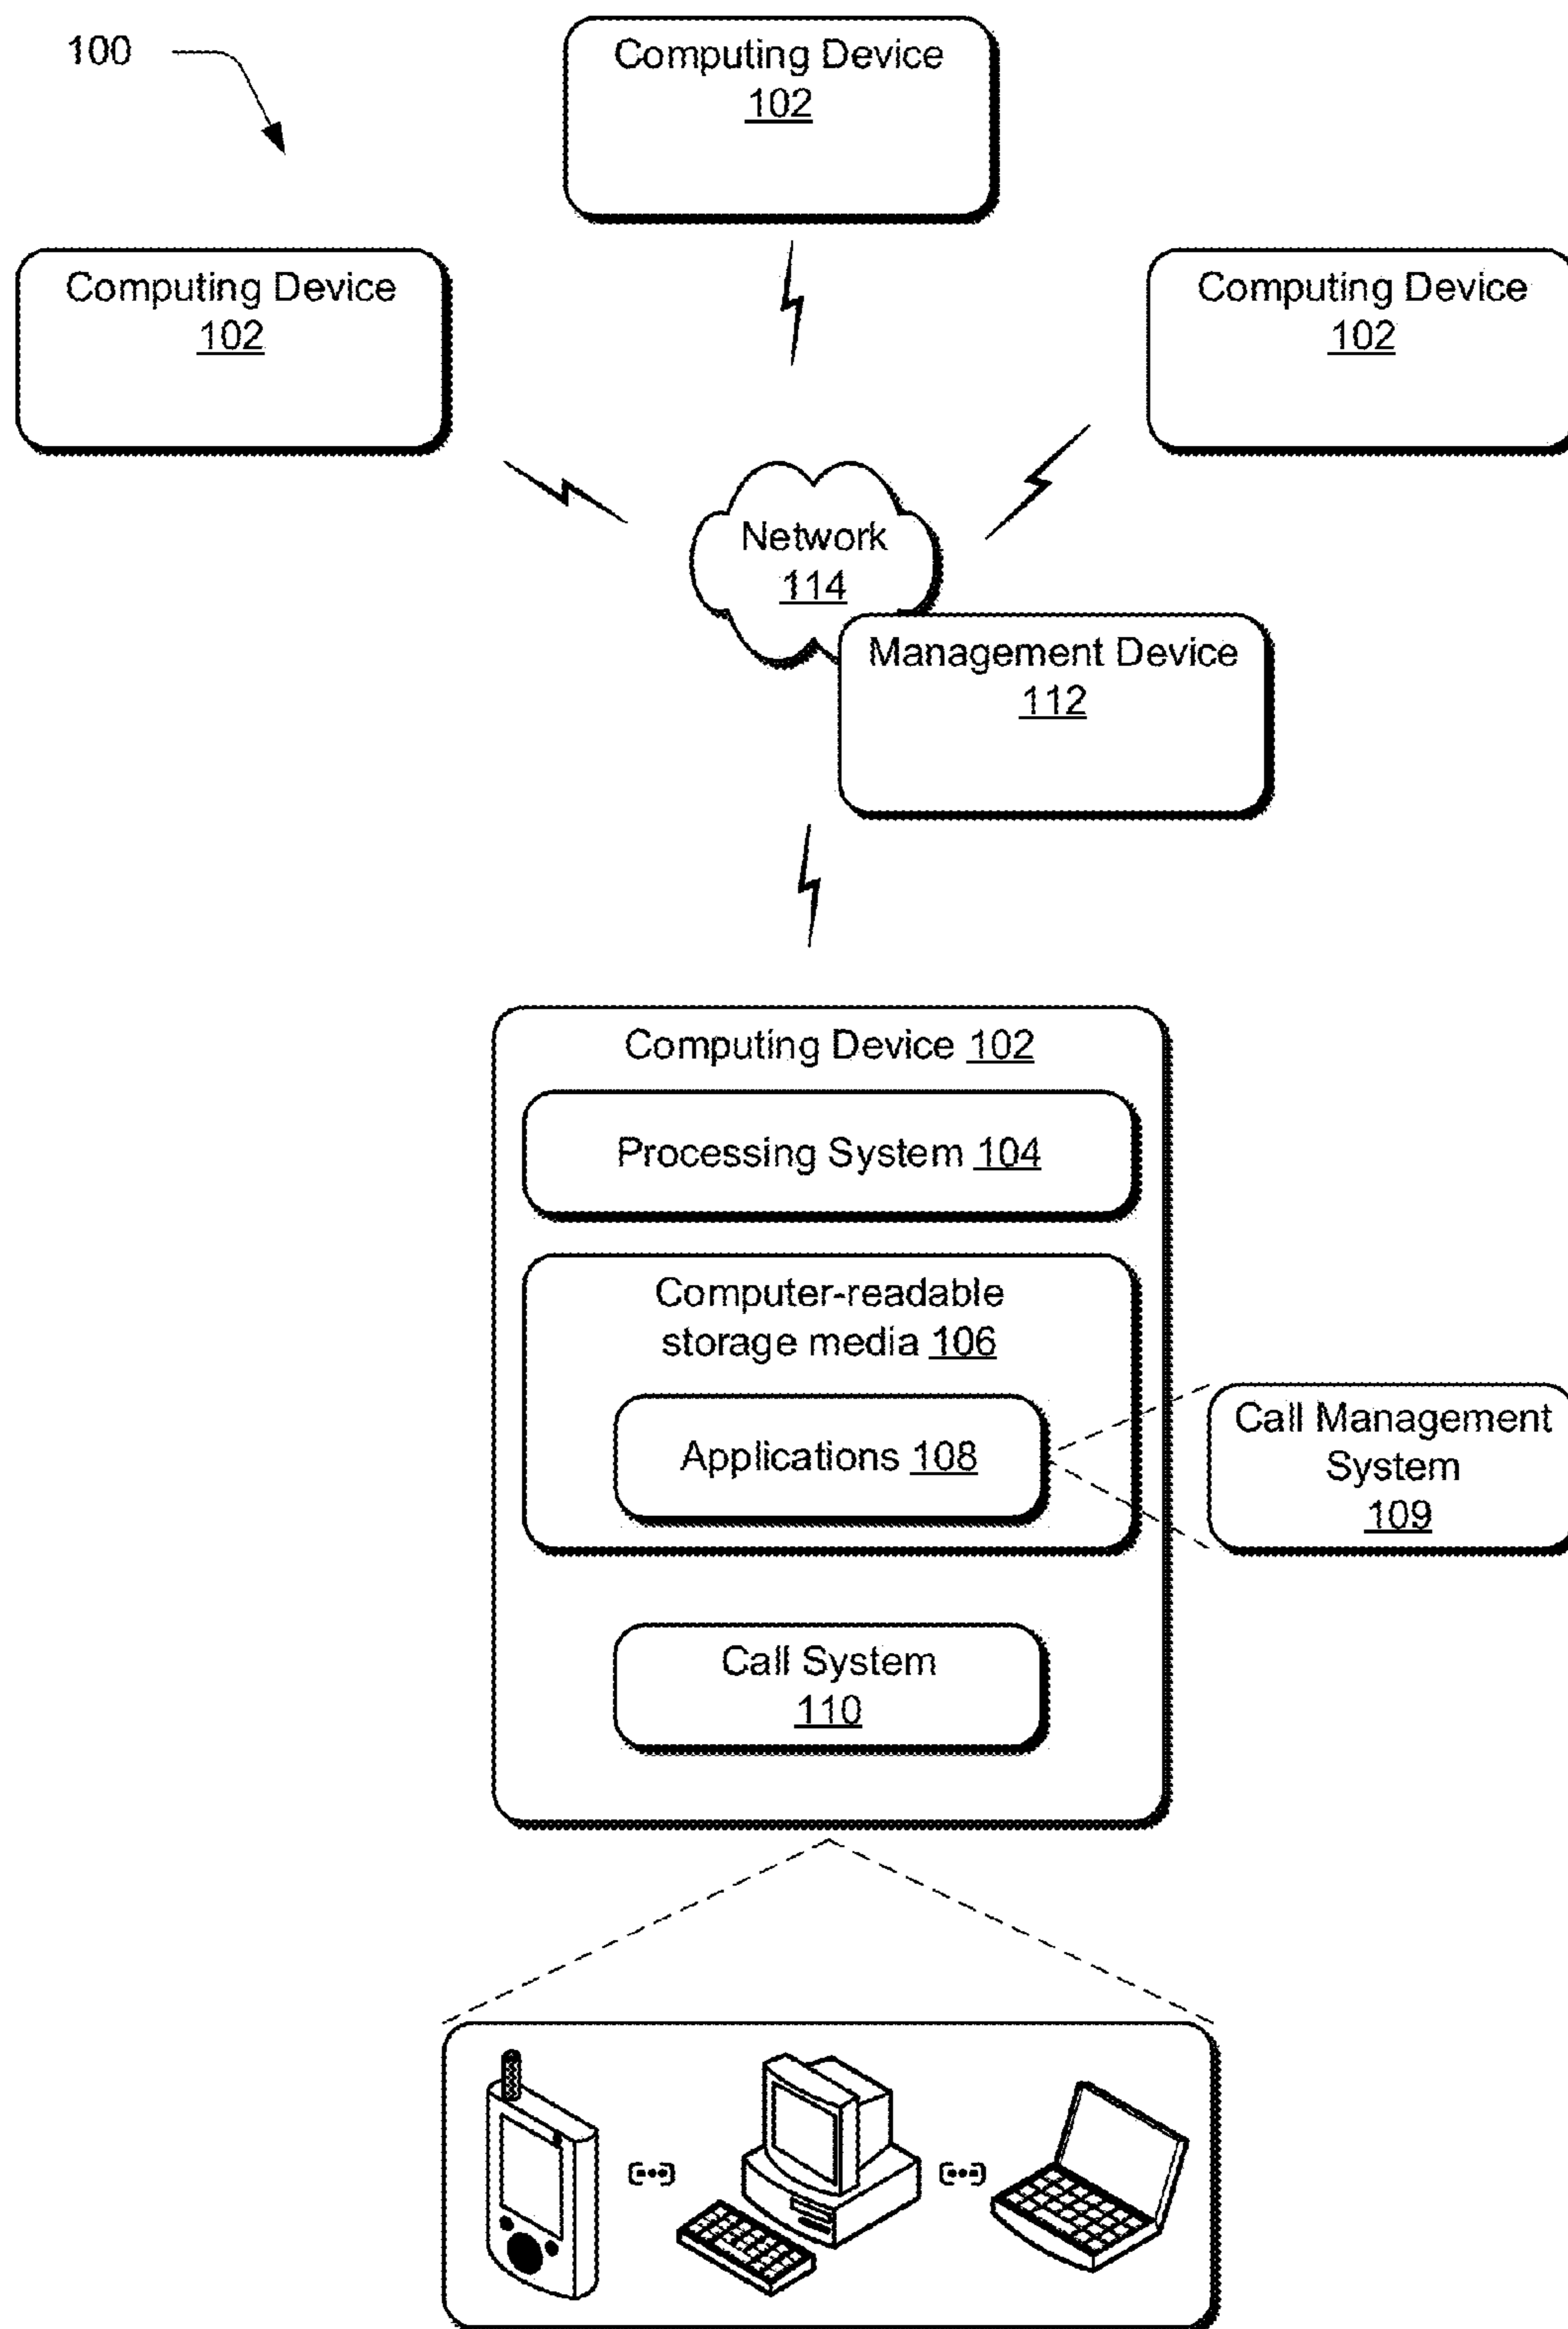 100
Computing Device
102
Computing Device
102
Computing Device
102
Network
114
Management Device
112
Computing Device 102
Processing System 104
Computer-readable
storage media 106
Applications 108
Call Management
System
109
Call System
110